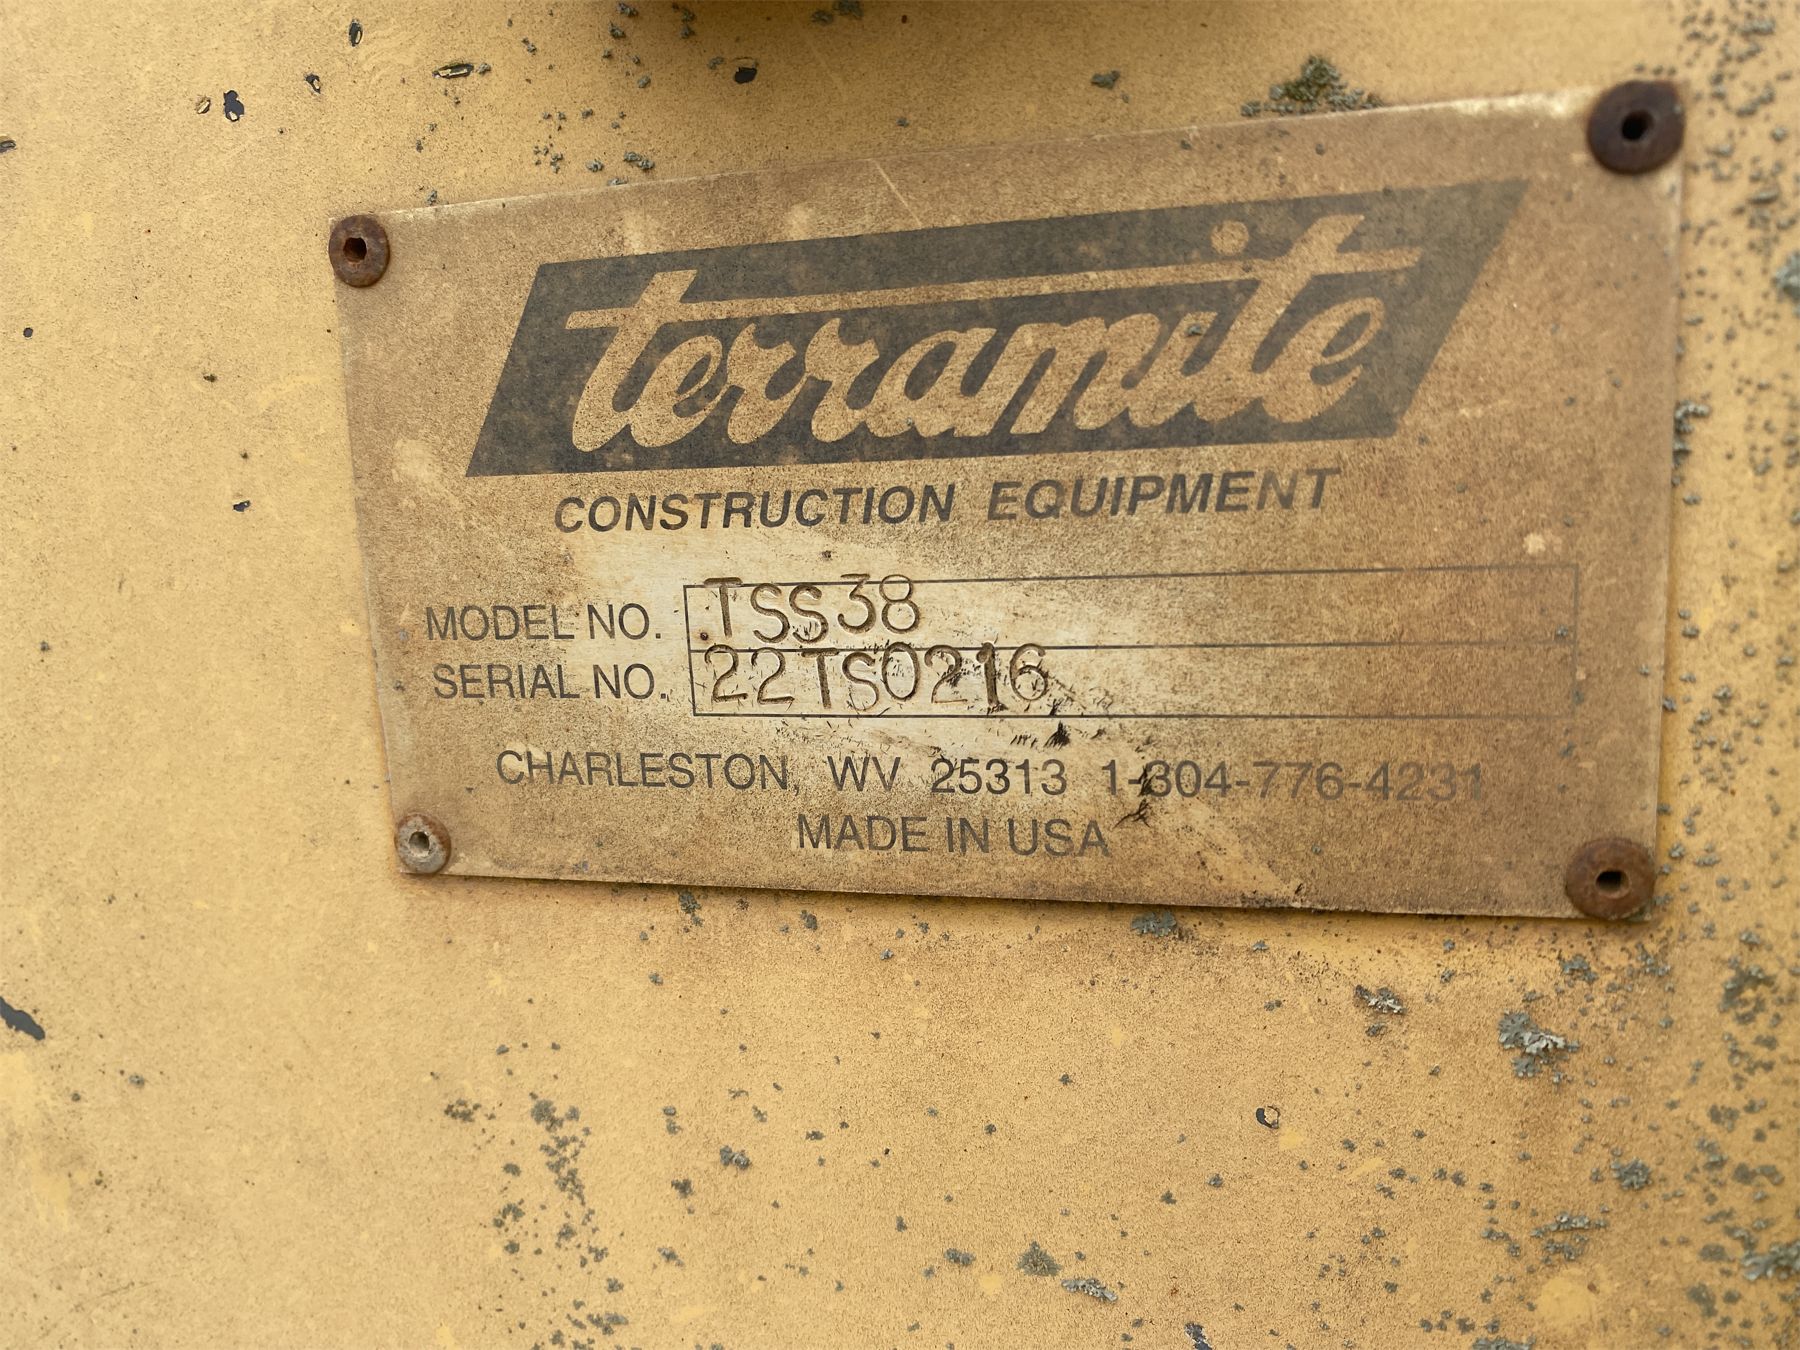 terramite
CONSTRUCTION EQUIPMENT
MODEL NO. TSS38
SERIAL NO. 22TS0216
CHARLESTON, WV 25313 1-304-776-4231
MADE IN USA